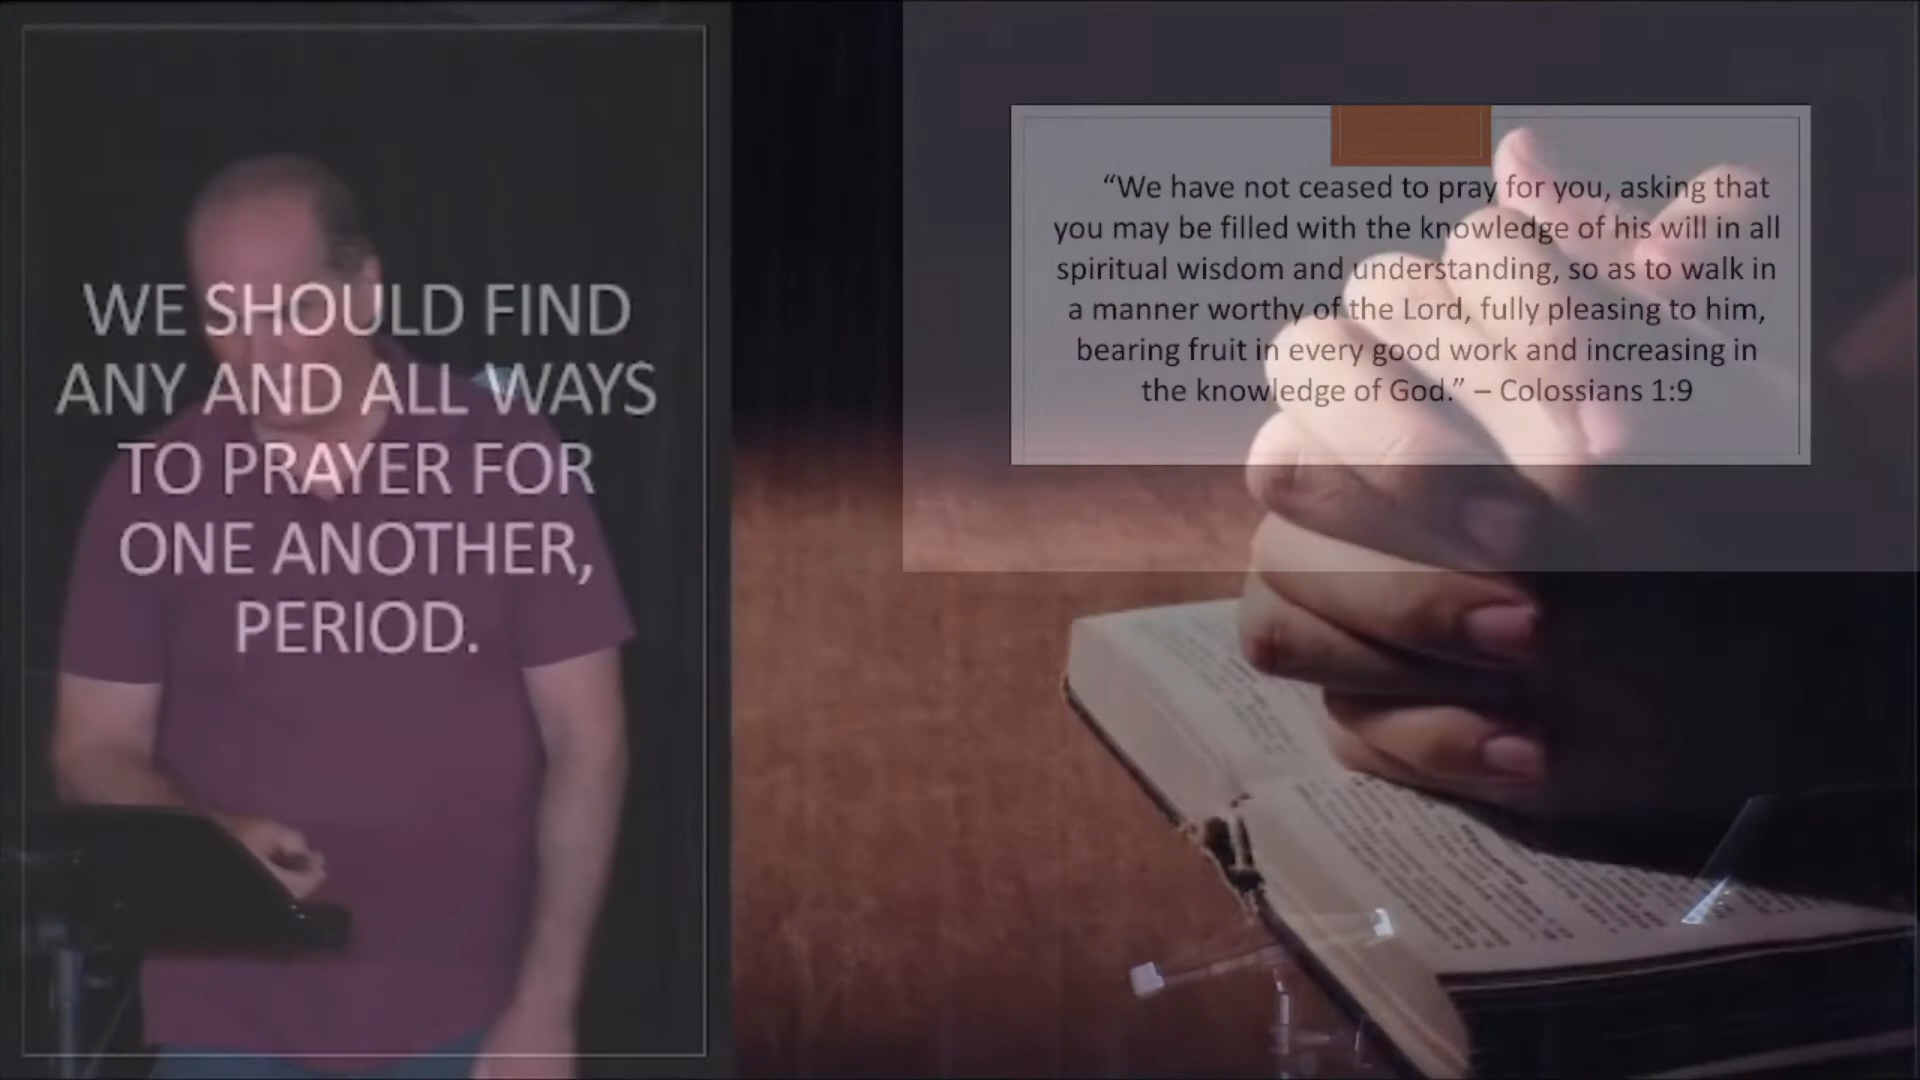 WE SHOULD FIND
ANY AND ALL WAYS
TO PRAYER FOR
ONE ANOTHER,
PERIOD.
“We have not ceased to pray for you, asking that
you may be filled with the knowledge of his will in all
spiritual wisdom and understanding, so as to walk in
a manner worthy of the Lord, fully pleasing to him,
bearing fruit in every good work and increasing in
the knowledge of God.” – Colossians 1:9